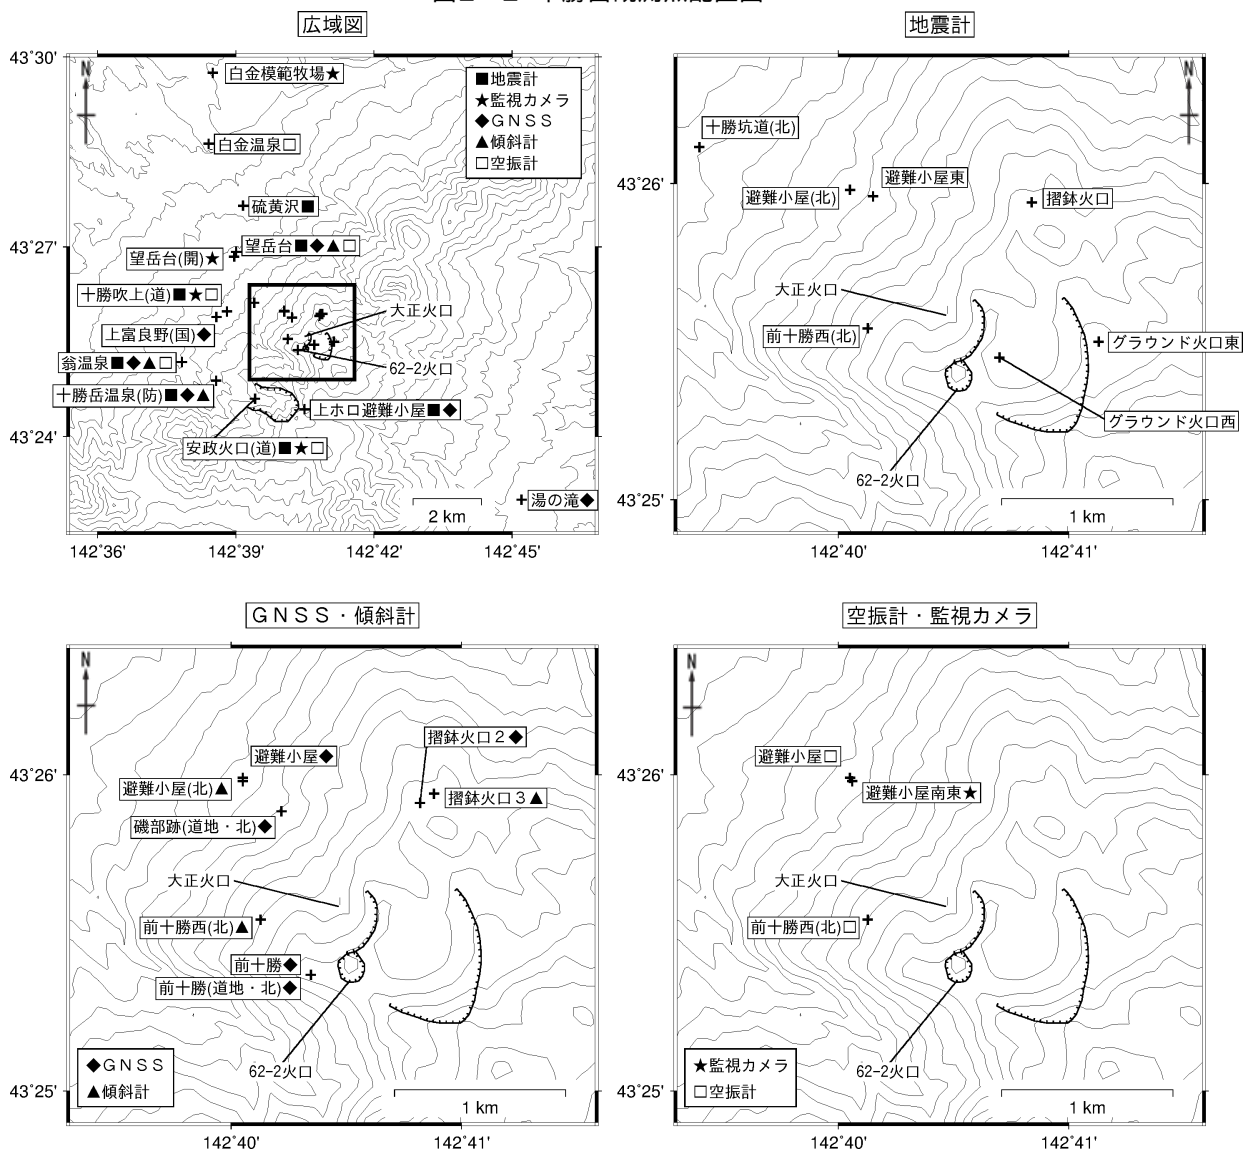 広域図
43°30'
43°27'
43°24'
N
白金模範牧場★
白金温泉□
硫黄沢■
望岳台■◆▲□
望岳台(開)★
十勝吹上(道)■★□
上富良野(国)◆
翁温泉■◆▲□
十勝岳温泉(防)■◆▲
大正火口
62-2火口
上ホロ避難小屋■◆
安政火口(道)■★□
湯の滝◆
■地震計
★監視カメラ
◆GNSS
▲傾斜計
□空振計
2 km
142°36'
142°39'
142°42'
142°45'
地震計
N
十勝坑道(北)
43°26'
避難小屋東
避難小屋(北)
摺鉢火口
大正火口
前十勝西(北)
グラウンド火口東
グラウンド火口西
62-2火口
43°25'
1 km
142°40'
142°41'
GNSS・傾斜計
N
摺鉢火口2◆
避難小屋◆
43°26'
避難小屋(北)▲
摺鉢火口3▲
磯部跡(道地・北)◆
大正火口
前十勝西(北)▲
前十勝◆
前十勝(道地・北)◆
62-2火口
◆GNSS
▲傾斜計
43°25'
1 km
142°40'
142°41'
空振計・監視カメラ
N
避難小屋□
43°26'
避難小屋南東★
大正火口
前十勝西(北)□
62-2火口
★監視カメラ
□空振計
43°25'
1 km
142°40'
142°41'